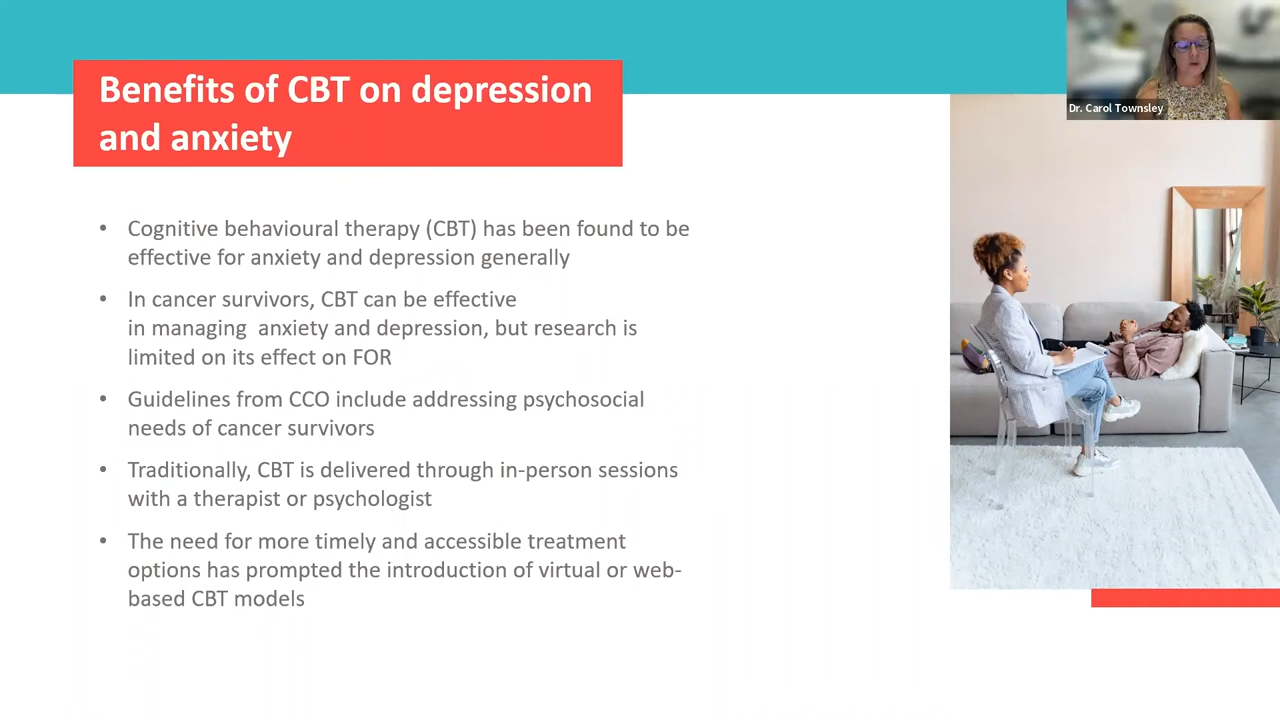 Benefits of CBT on depression
and anxiety
Dr. Carol Townsley
• Cognitive behavioural therapy (CBT) has been found to be
effective for anxiety and depression generally
• In cancer survivors, CBT can be effective
in managing  anxiety and depression, but research is
limited on its effect on FOR
• Guidelines from CCO include addressing psychosocial
needs of cancer survivors
• Traditionally, CBT is delivered through in-person sessions
with a therapist or psychologist
• The need for more timely and accessible treatment
options has prompted the introduction of virtual or web-
based CBT models